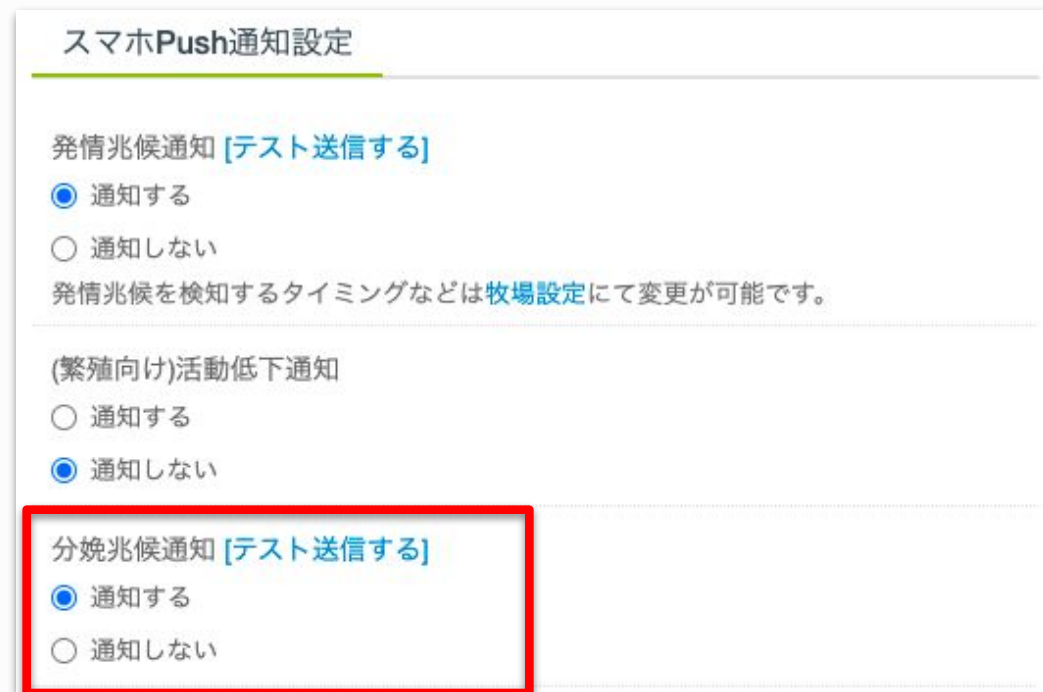 スマホPush通知設定
発情兆候通知 [テスト送信する]
通知する
通知しない
発情兆候を検知するタイミングなどは牧場設定にて変更が可能です。
(繁殖向け)活動低下通知
通知する
通知しない
分娩兆候通知 [テスト送信する]
通知する
通知しない